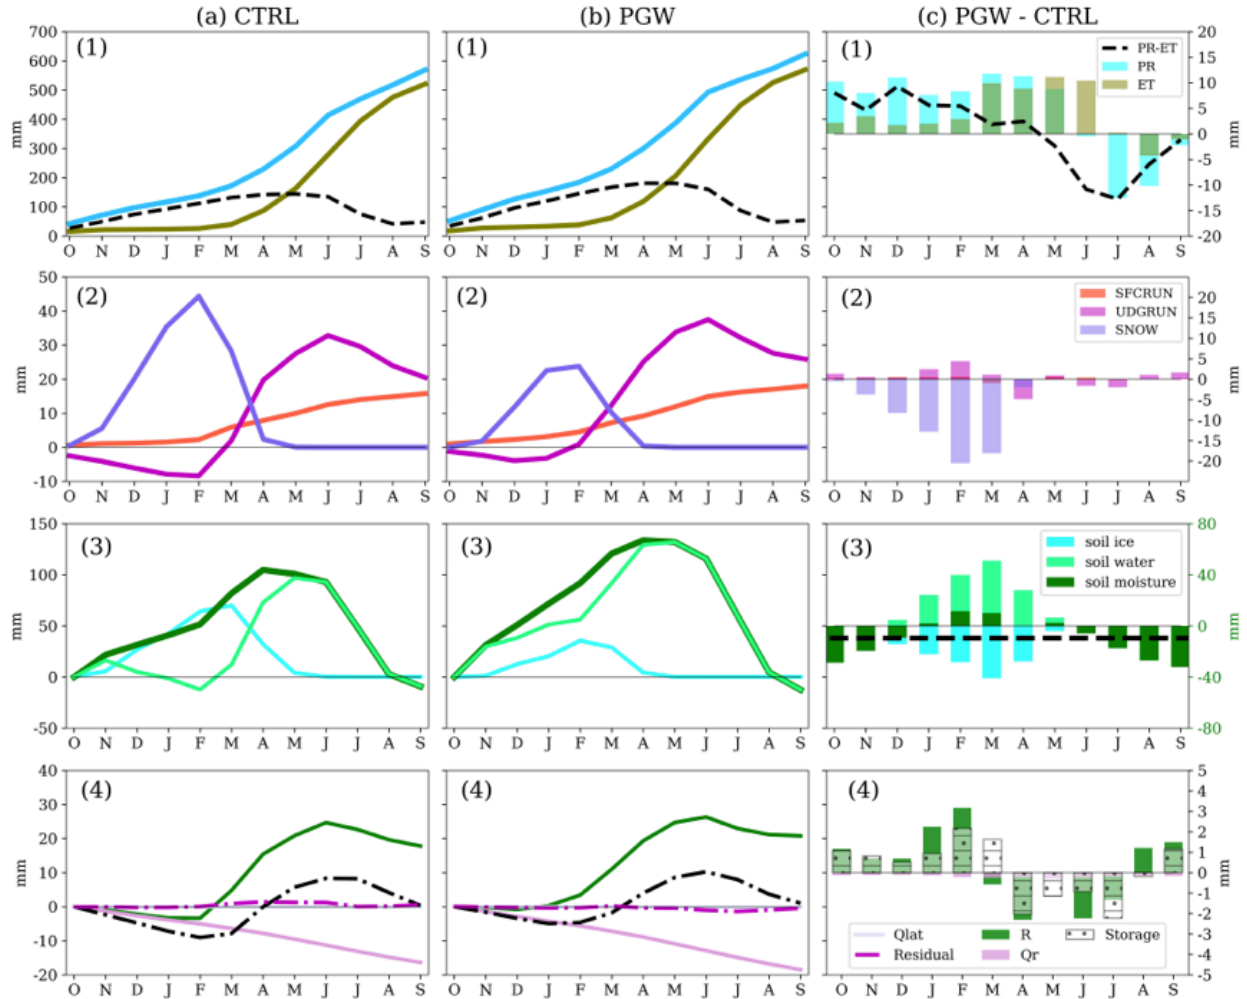 (a) CTRL (b) PGW (c) PGW - CTRL
700 600 500 400 300 200 100 0
mm
(1)
O N D J F M A M J J A S
(1)
O N D J F M A M J J A S
(1)
PR-ET
PR
ET
20 15 10 5 0 -5 -10 -15 -20
mm
O N D J F M A M J J A S
50 40 30 20 10 0 -10
mm
(2)
O N D J F M A M J J A S
(2)
O N D J F M A M J J A S
(2)
SFCRUN
UDGRUN
SNOW
20 15 10 5 0 -5 -10 -15 -20
mm
O N D J F M A M J J A S
150 100 50 0 -50
mm
(3)
O N D J F M A M J J A S
(3)
O N D J F M A M J J A S
(3)
soil ice
soil water
soil moisture
80 40 0 -40 -80
mm
O N D J F M A M J J A S
40 30 20 10 0 -10 -20
mm
(4)
O N D J F M A M J J A S
(4)
O N D J F M A M J J A S
(4)
Qlat R Storage
Residual Qr
5 4 3 2 1 0 -1 -2 -3 -4 -5
mm
O N D J F M A M J J A S